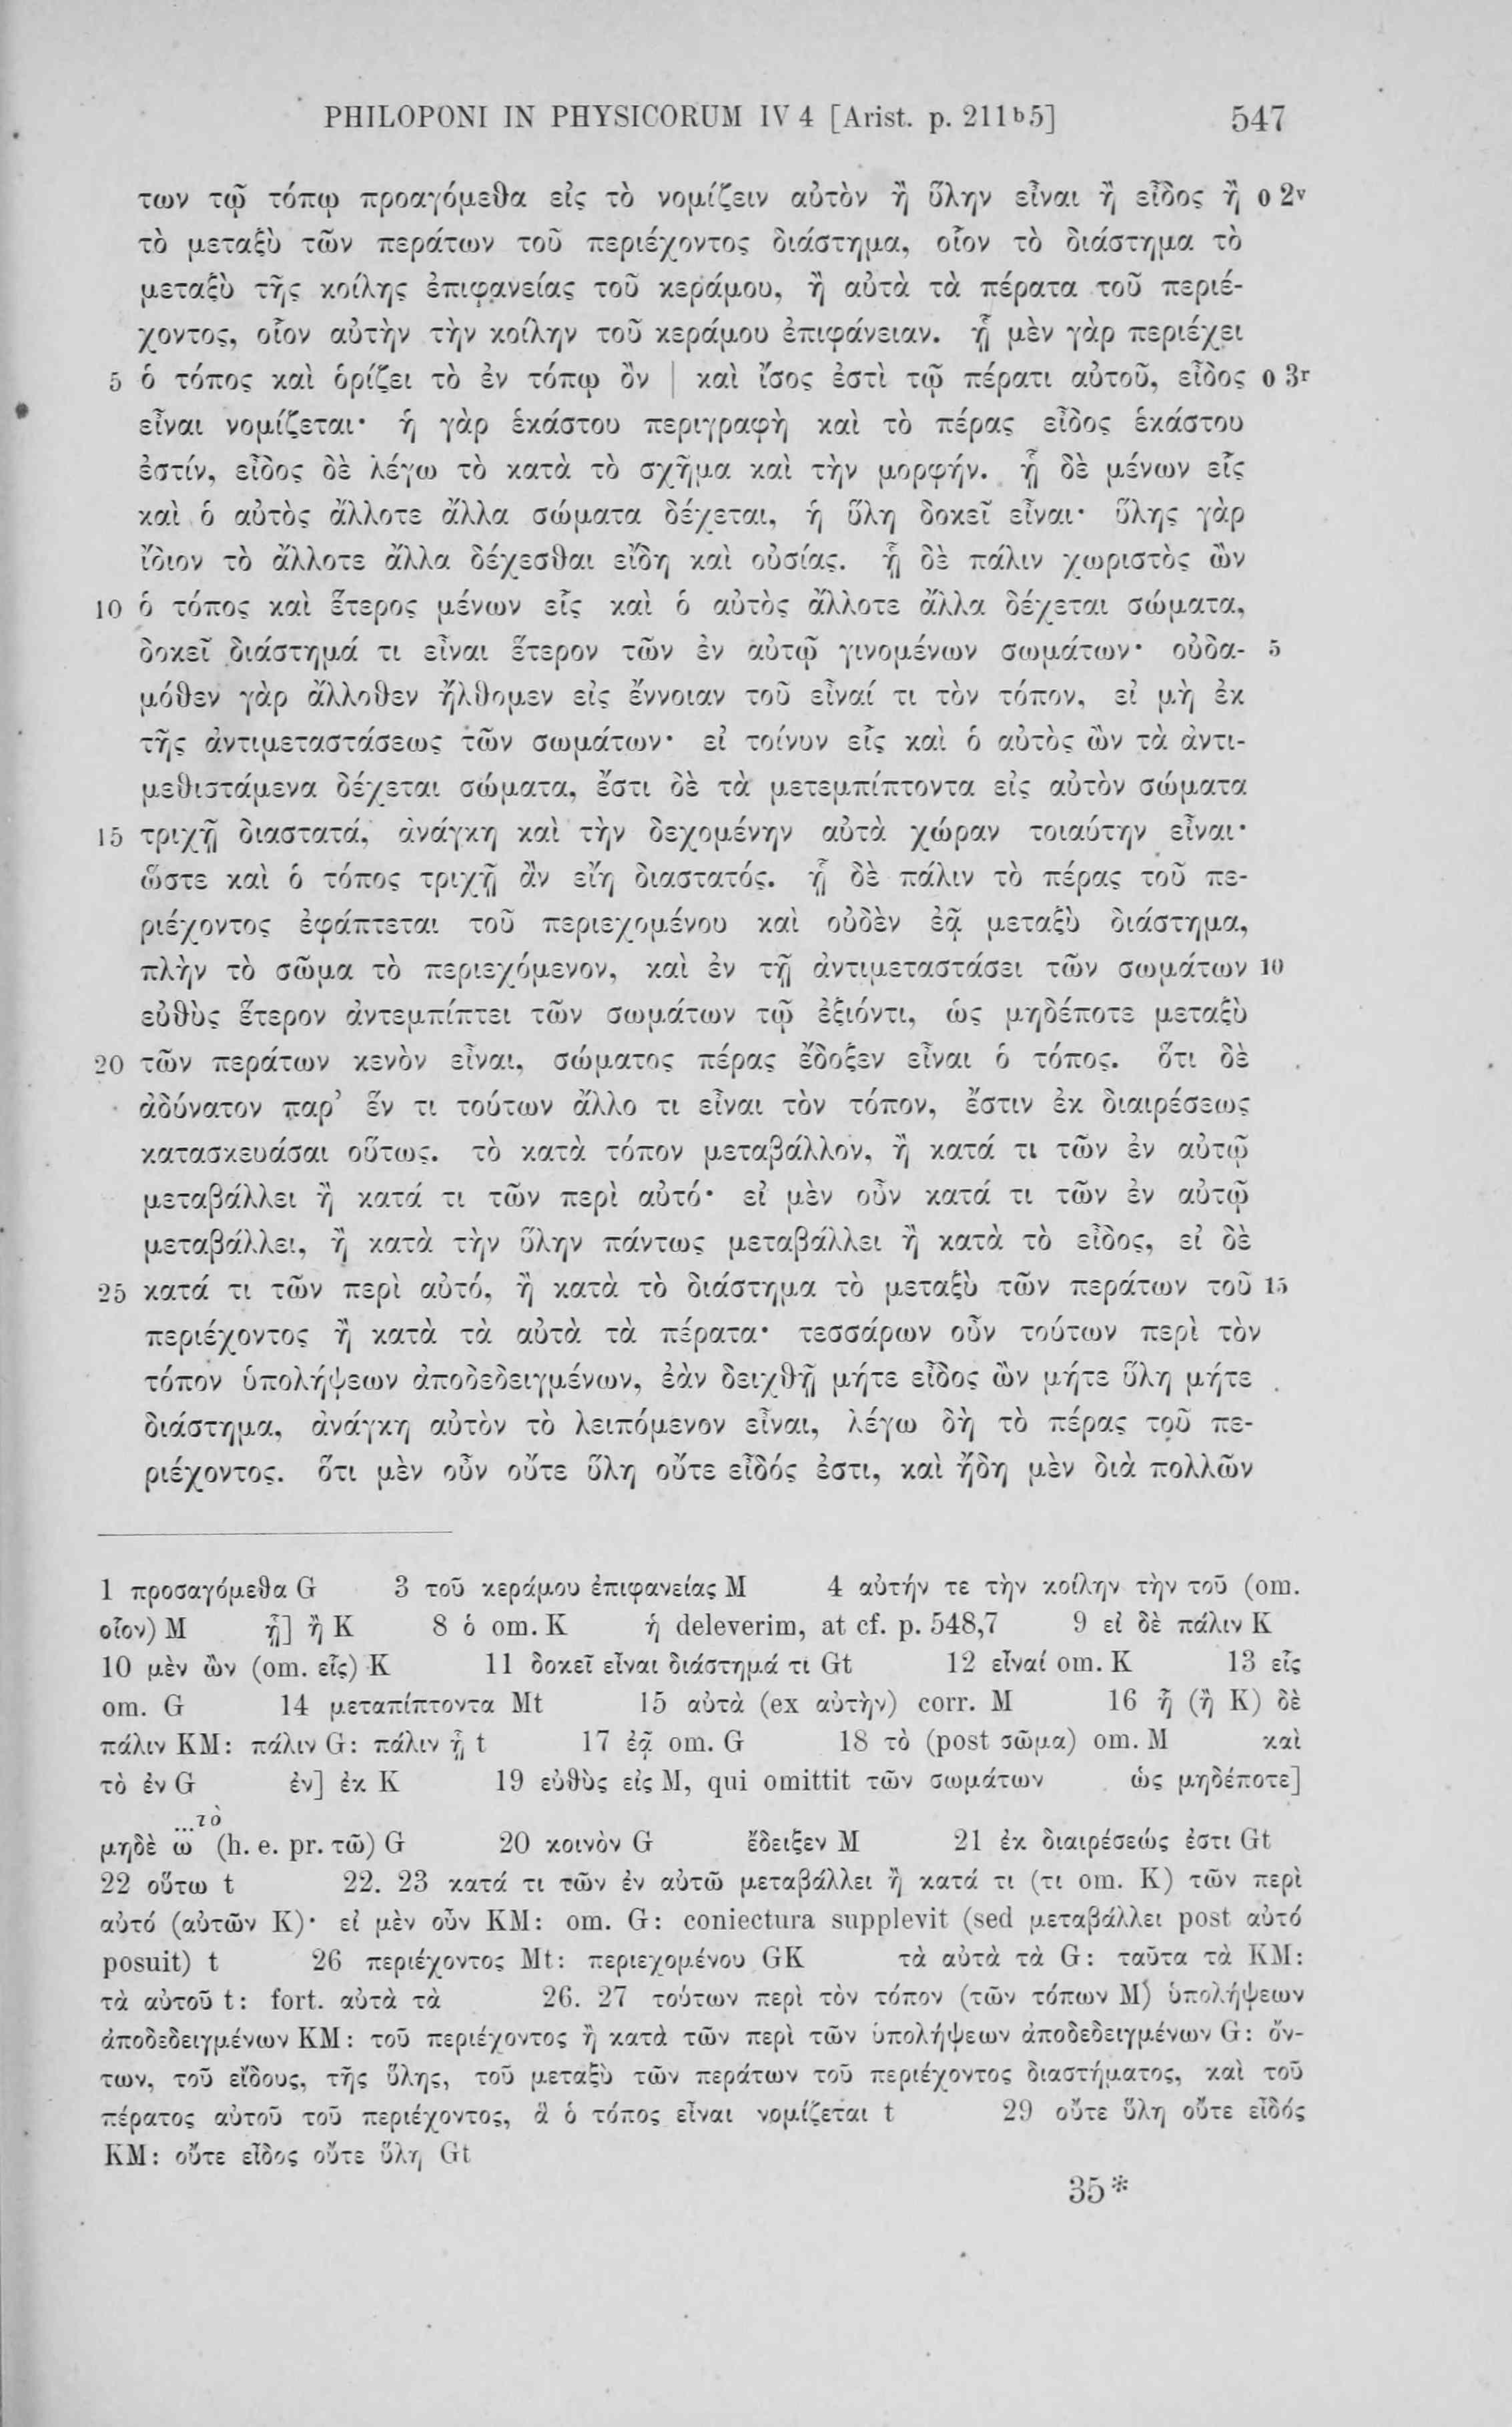 PHILOPONI IN PHYSICORUM IV 4 [Arist. p. 211ᵇ5] 547
των τῷ τόπῳ προαγόμεθα εἰς τὸ νομίζειν αὐτὸν ἢ ὕλην εἶναι ἢ εἶδος ἢ o 2ᵛ
τὸ μεταξὺ τῶν περάτων τοῦ περιέχοντος διάστημα, οἷον τὸ διάστημα τὸ
μεταξὺ τῆς κοίλης ἐπιφανείας τοῦ κεράμου, ἢ αὐτὰ τὰ πέρατα τοῦ περιέ-
χοντος, οἷον αὐτὴν τὴν κοίλην τοῦ κεράμου ἐπιφάνειαν. ᾗ μὲν γὰρ περιέχει
5 ὁ τόπος καὶ ὁρίζει τὸ ἐν τόπῳ ὂν | καὶ ἴσος ἐστὶ τῷ πέρατι αὐτοῦ, εἶδος o 3ʳ
εἶναι νομίζεται· ἡ γὰρ ἑκάστου περιγραφὴ καὶ τὸ πέρας εἶδος ἑκάστου
ἐστίν, εἶδος δὲ λέγω τὸ κατὰ τὸ σχῆμα καὶ τὴν μορφήν. ᾗ δὲ μένων εἷς
καὶ ὁ αὐτὸς ἄλλοτε ἄλλα σώματα δέχεται, ἡ ὕλη δοκεῖ εἶναι· ὕλης γὰρ
ἴδιον τὸ ἄλλοτε ἄλλα δέχεσθαι εἴδη καὶ οὐσίας. ᾗ δὲ πάλιν χωριστὸς ὢν
10 ὁ τόπος καὶ ἕτερος μένων εἷς καὶ ὁ αὐτὸς ἄλλοτε ἄλλα δέχεται σώματα,
δοκεῖ διάστημά τι εἶναι ἕτερον τῶν ἐν αὐτῷ γινομένων σωμάτων· οὐδα- 5
μόθεν γὰρ ἄλλοθεν ἤλθομεν εἰς ἔννοιαν τοῦ εἶναί τι τὸν τόπον, εἰ μὴ ἐκ
τῆς ἀντιμεταστάσεως τῶν σωμάτων· εἰ τοίνυν εἷς καὶ ὁ αὐτὸς ὢν τὰ ἀντι-
μεθιστάμενα δέχεται σώματα, ἔστι δὲ τὰ μετεμπίπτοντα εἰς αὐτὸν σώματα
15 τριχῇ διαστατά, ἀνάγκη καὶ τὴν δεχομένην αὐτὰ χώραν τοιαύτην εἶναι·
ὥστε καὶ ὁ τόπος τριχῇ ἂν εἴη διαστατός. ᾗ δὲ πάλιν τὸ πέρας τοῦ πε-
ριέχοντος ἐφάπτεται τοῦ περιεχομένου καὶ οὐδὲν ἐᾷ μεταξὺ διάστημα,
πλὴν τὸ σῶμα τὸ περιεχόμενον, καὶ ἐν τῇ ἀντιμεταστάσει τῶν σωμάτων 10
εὐθὺς ἕτερον ἀντεμπίπτει τῶν σωμάτων τῷ ἐξιόντι, ὡς μηδέποτε μεταξὺ
20 τῶν περάτων κενὸν εἶναι, σώματος πέρας ἔδοξεν εἶναι ὁ τόπος. ὅτι δὲ
ἀδύνατον παρ’ ἕν τι τούτων ἄλλο τι εἶναι τὸν τόπον, ἔστιν ἐκ διαιρέσεως
κατασκευάσαι οὕτως. τὸ κατὰ τόπον μεταβάλλον, ἢ κατά τι τῶν ἐν αὐτῷ
μεταβάλλει ἢ κατά τι τῶν περὶ αὐτό· εἰ μὲν οὖν κατά τι τῶν ἐν αὐτῷ
μεταβάλλει, ἢ κατὰ τὴν ὕλην πάντως μεταβάλλει ἢ κατὰ τὸ εἶδος, εἰ δὲ
25 κατά τι τῶν περὶ αὐτό, ἢ κατὰ τὸ διάστημα τὸ μεταξὺ τῶν περάτων τοῦ 15
περιέχοντος ἢ κατὰ τὰ αὐτὰ τὰ πέρατα· τεσσάρων οὖν τούτων περὶ τὸν
τόπον ὑπολήψεων ἀποδεδειγμένων, ἐὰν δειχθῇ μήτε εἶδος ὢν μήτε ὕλη μήτε
διάστημα, ἀνάγκη αὐτὸν τὸ λειπόμενον εἶναι, λέγω δὴ τὸ πέρας τοῦ πε-
ριέχοντος. ὅτι μὲν οὖν οὔτε ὕλη οὔτε εἶδός ἐστι, καὶ ἤδη μὲν διὰ πολλῶν
1 προσαγόμεθα G 3 τοῦ κεράμου ἐπιφανείας M 4 αὐτήν τε τὴν κοίλην τὴν τοῦ (om.
οἷον) M ᾗ] ἢ K 8 ὁ om. K ἡ deleverim, at cf. p. 548,7 9 εἰ δὲ πάλιν K
10 μὲν ὢν (om. εἷς) K 11 δοκεῖ εἶναι διάστημά τι Gt 12 εἶναί om. K 13 εἷς
om. G 14 μεταπίπτοντα Mt 15 αὐτὰ (ex αὐτὴν) corr. M 16 ᾗ (ἢ K) δὲ
πάλιν KM: πάλιν G: πάλιν ᾗ t 17 ἐᾷ om. G 18 τὸ (post σῶμα) om. M καὶ
τὸ ἐν G ἐν] ἐκ K 19 εὐθὺς εἰς M, qui omittit τῶν σωμάτων ὡς μηδέποτε]
μηδὲ ω...τὸ (h. e. pr. τῶ) G 20 κοινὸν G ἔδειξεν M 21 ἐκ διαιρέσεώς ἐστι Gt
22 οὕτω t 22. 23 κατά τι τῶν ἐν αὐτῶ μεταβάλλει ἢ κατά τι (τι om. K) τῶν περὶ
αὐτό (αὐτῶν K)· εἰ μὲν οὖν KM: om. G: coniectura supplevit (sed μεταβάλλει post αὐτό
posuit) t 26 περιέχοντος Mt: περιεχομένου GK τὰ αὐτὰ τὰ G: ταῦτα τὰ KM:
τὰ αὐτοῦ t: fort. αὐτὰ τὰ 26. 27 τούτων περὶ τὸν τόπον (τῶν τόπων M) ὑπολήψεων
ἀποδεδειγμένων KM: τοῦ περιέχοντος ἢ κατὰ τῶν περὶ τῶν ὑπολήψεων ἀποδεδειγμένων G: ὄν-
των, τοῦ εἴδους, τῆς ὕλης, τοῦ μεταξὺ τῶν περάτων τοῦ περιέχοντος διαστήματος, καὶ τοῦ
πέρατος αὐτοῦ τοῦ περιέχοντος, ἃ ὁ τόπος εἶναι νομίζεται t 29 οὔτε ὕλη οὔτε εἶδός
KM: οὔτε εἶδος οὔτε ὕλη Gt
35*